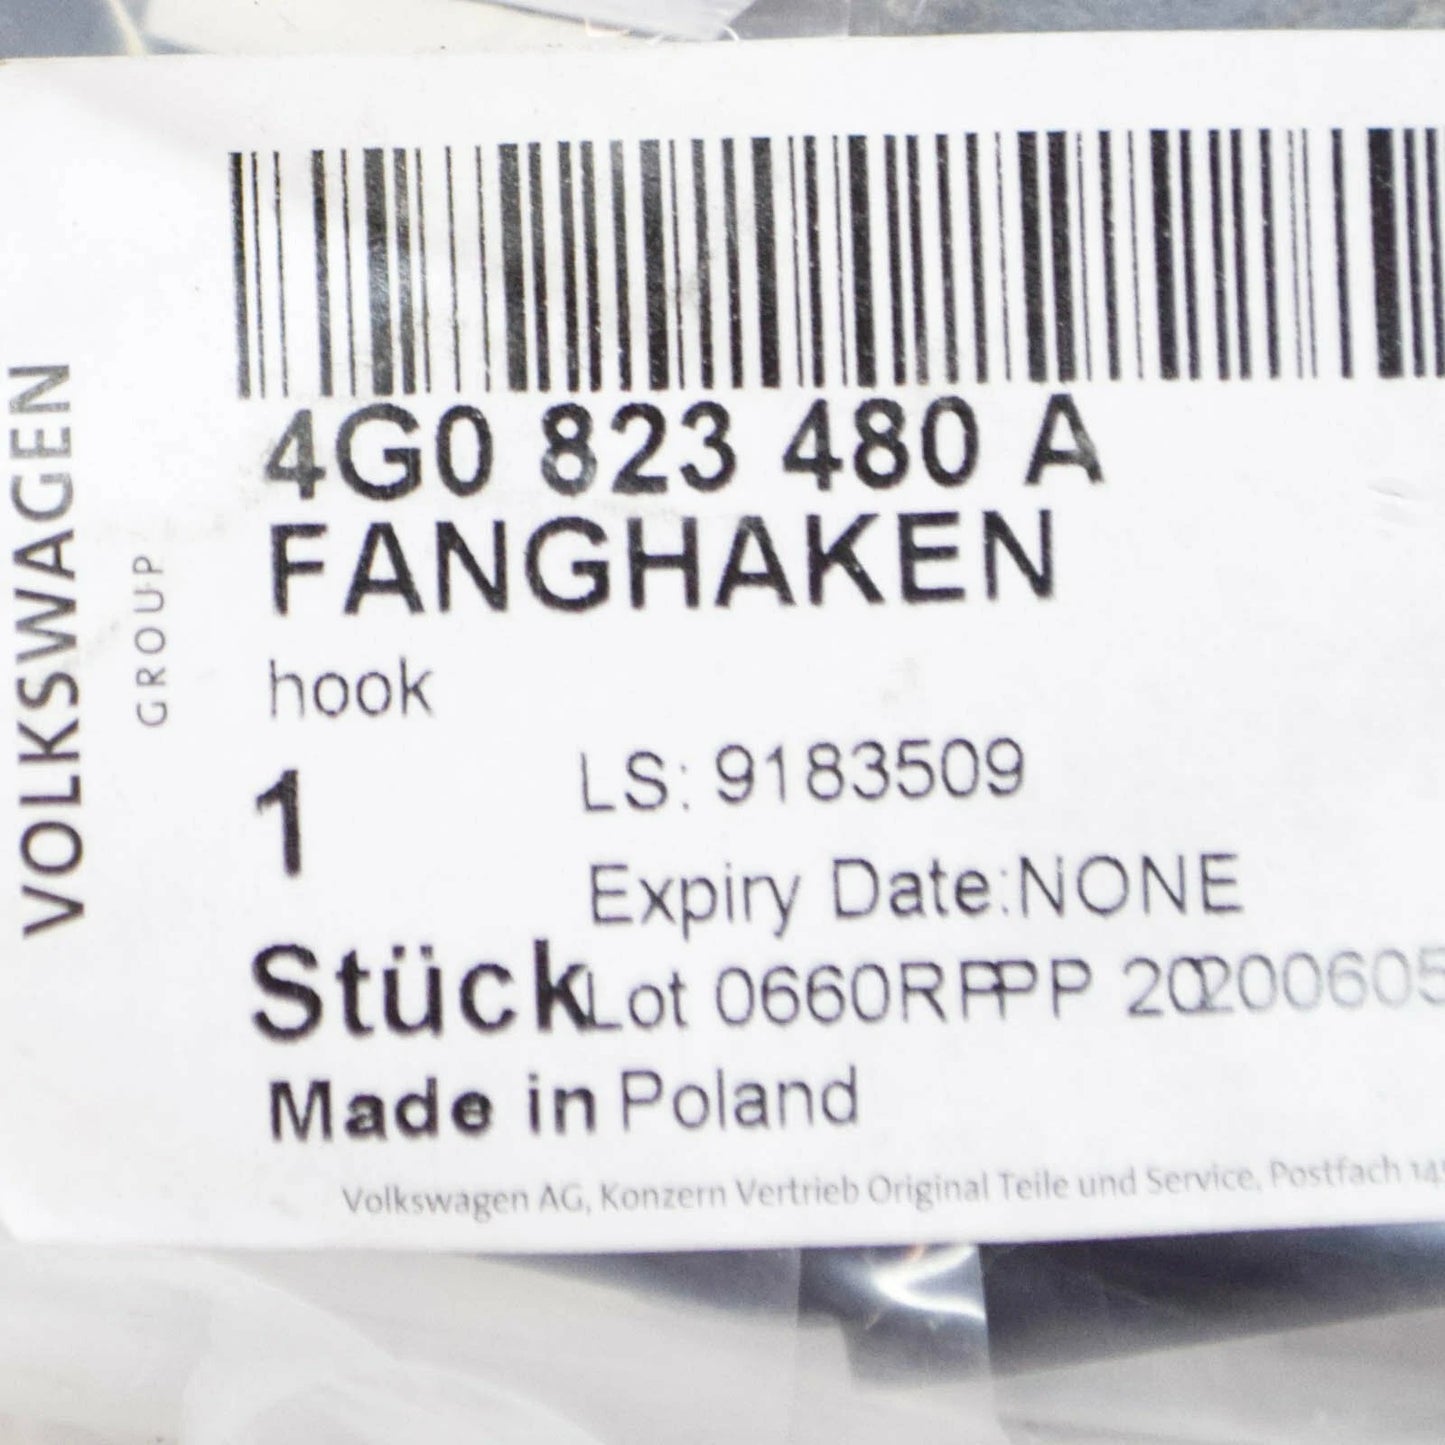 VOLKSWAGEN
GROUP
4G0 823 480 A
FANGHAKEN
hook
1
LS: 9183509
Expiry Date:NONE
Stück
Lot 0660RPPP 20200605
Made in Poland
Volkswagen AG, Konzern Vertrieb Original Teile und Service, Postfach